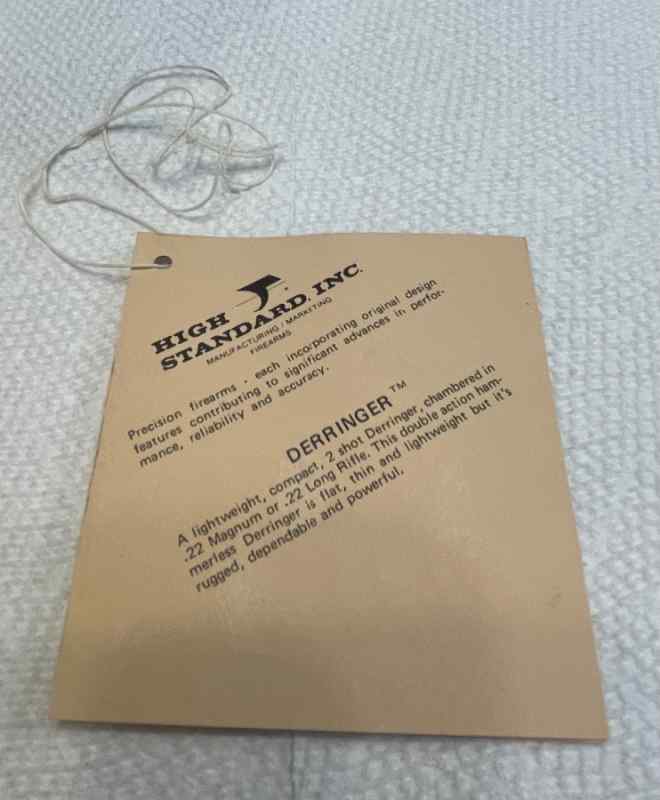 HIGH
STANDARD, INC.
MANUFACTURING / MARKETING
FIREARMS
Precision firearms - each incorporating original design
features contributing to significant advances in perfor-
mance, reliability and accuracy.
DERRINGER™
A lightweight, compact, 2 shot Derringer, chambered in
.22 Magnum or .22 Long Rifle. This double action ham-
merless Derringer is flat, thin and lightweight but it's
rugged, dependable and powerful.